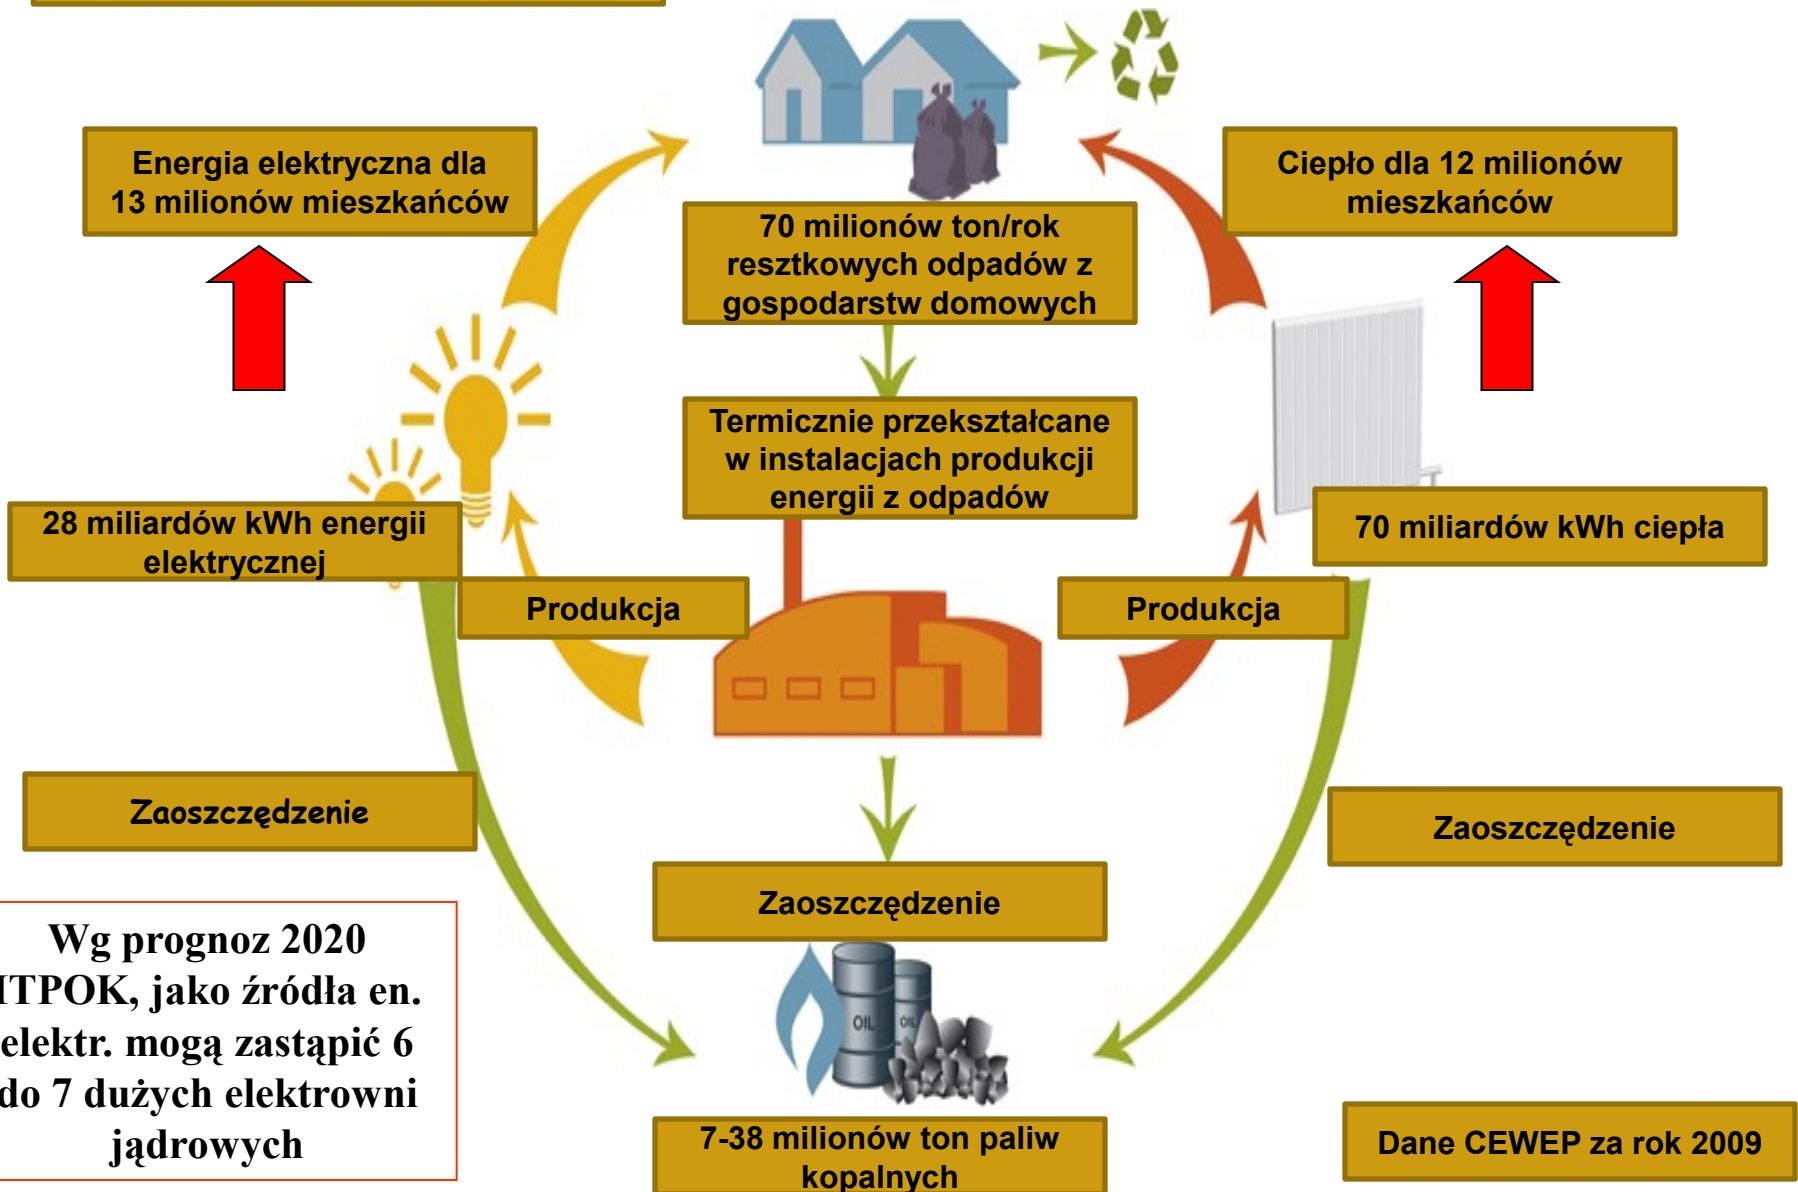 Energia elektryczna dla
13 milionów mieszkańców
Ciepło dla 12 milionów
mieszkańców
70 milionów ton/rok
resztkowych odpadów z
gospodarstw domowych
Termicznie przekształcane
w instalacjach produkcji
energii z odpadów
28 miliardów kWh energii
elektrycznej
70 miliardów kWh ciepła
Produkcja
Produkcja
Zaoszczędzenie
Zaoszczędzenie
Zaoszczędzenie
OIL
OIL
Wg prognoz 2020
ITPOK, jako źródła en.
elektr. mogą zastąpić 6
do 7 dużych elektrowni
jądrowych
7-38 milionów ton paliw
kopalnych
Dane CEWEP za rok 2009